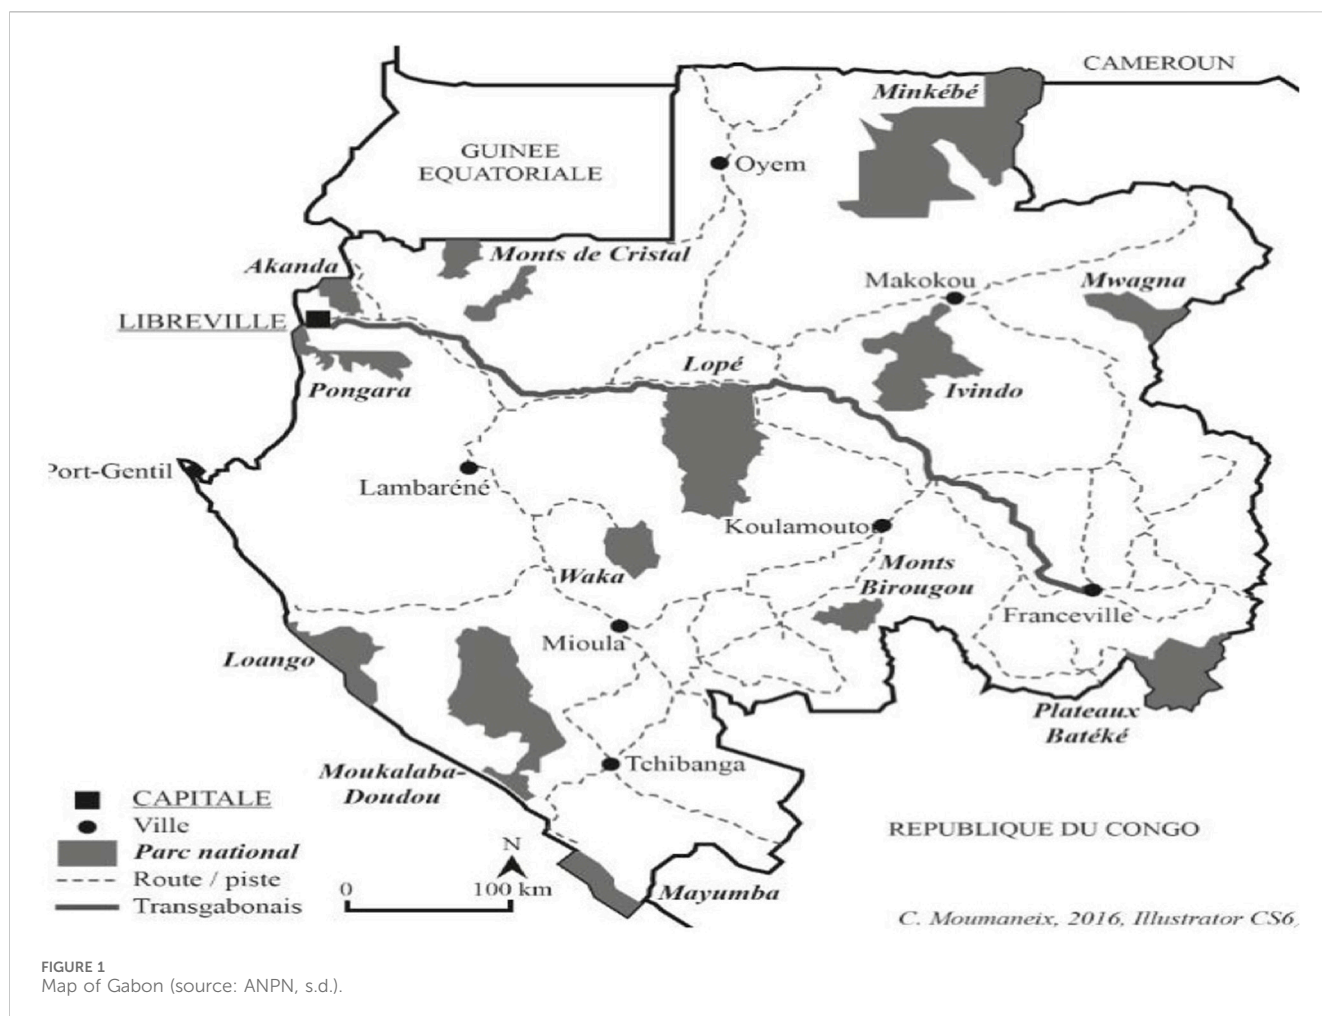 CAMEROUN
Minkébé
GUINEE
EQUATORIALE
Oyem
Monts de Cristal
Akanda
Makokou
Mwagna
LIBREVILLE
Lopé
Pongara
Ivindo
Port-Gentil
Lambaréné
Koulamoutou
Waka
Monts
Birougou
Franceville
Mioula
Loango
Plateaux
Batéké
Tchibanga
Moukalaba-
Doudou
CAPITALE
Ville
Parc national
Route / piste
Transgabonais
N
0 100 km
REPUBLIQUE DU CONGO
Mayumba
C. Moumaneix, 2016, Illustrator CS6,
FIGURE 1
Map of Gabon (source: ANPN, s.d.).